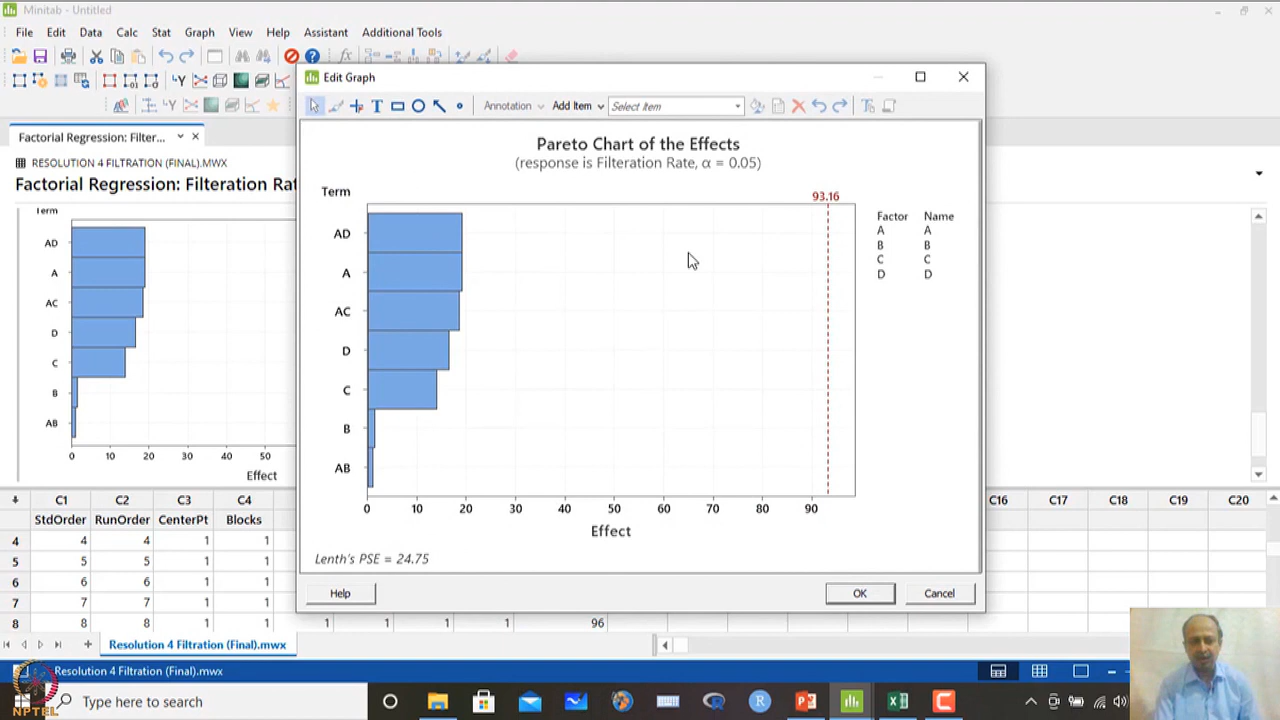 Minitab - Untitled
File Edit Data Calc Stat Graph View Help Assistant Additional Tools
Edit Graph
Annotation Add Item Select Item
Factorial Regression: Filter...
RESOLUTION 4 FILTRATION (FINAL).MWX
Factorial Regression: Filteration Rat
Term
AD
A
AC
D
C
B
AB
0 10 20 30 40 50
Effect
Pareto Chart of the Effects
(response is Filteration Rate, α = 0.05)
Term
93.16
Factor Name
A A
B B
C C
D D
AD
A
AC
D
C
B
AB
0 10 20 30 40 50 60 70 80 90
Effect
Lenth's PSE = 24.75
Help OK Cancel
C1 C2 C3 C4 C16 C17 C18 C19 C20
StdOrder RunOrder CenterPt Blocks
4 4 4 1 1
5 5 5 1 1
6 6 6 1 1
7 7 7 1 1
8 8 8 1 1 1 1 1 1 96
Resolution 4 Filtration (Final).mwx
Resolution 4 Filtration (Final).mwx
Type here to search
NPTEL